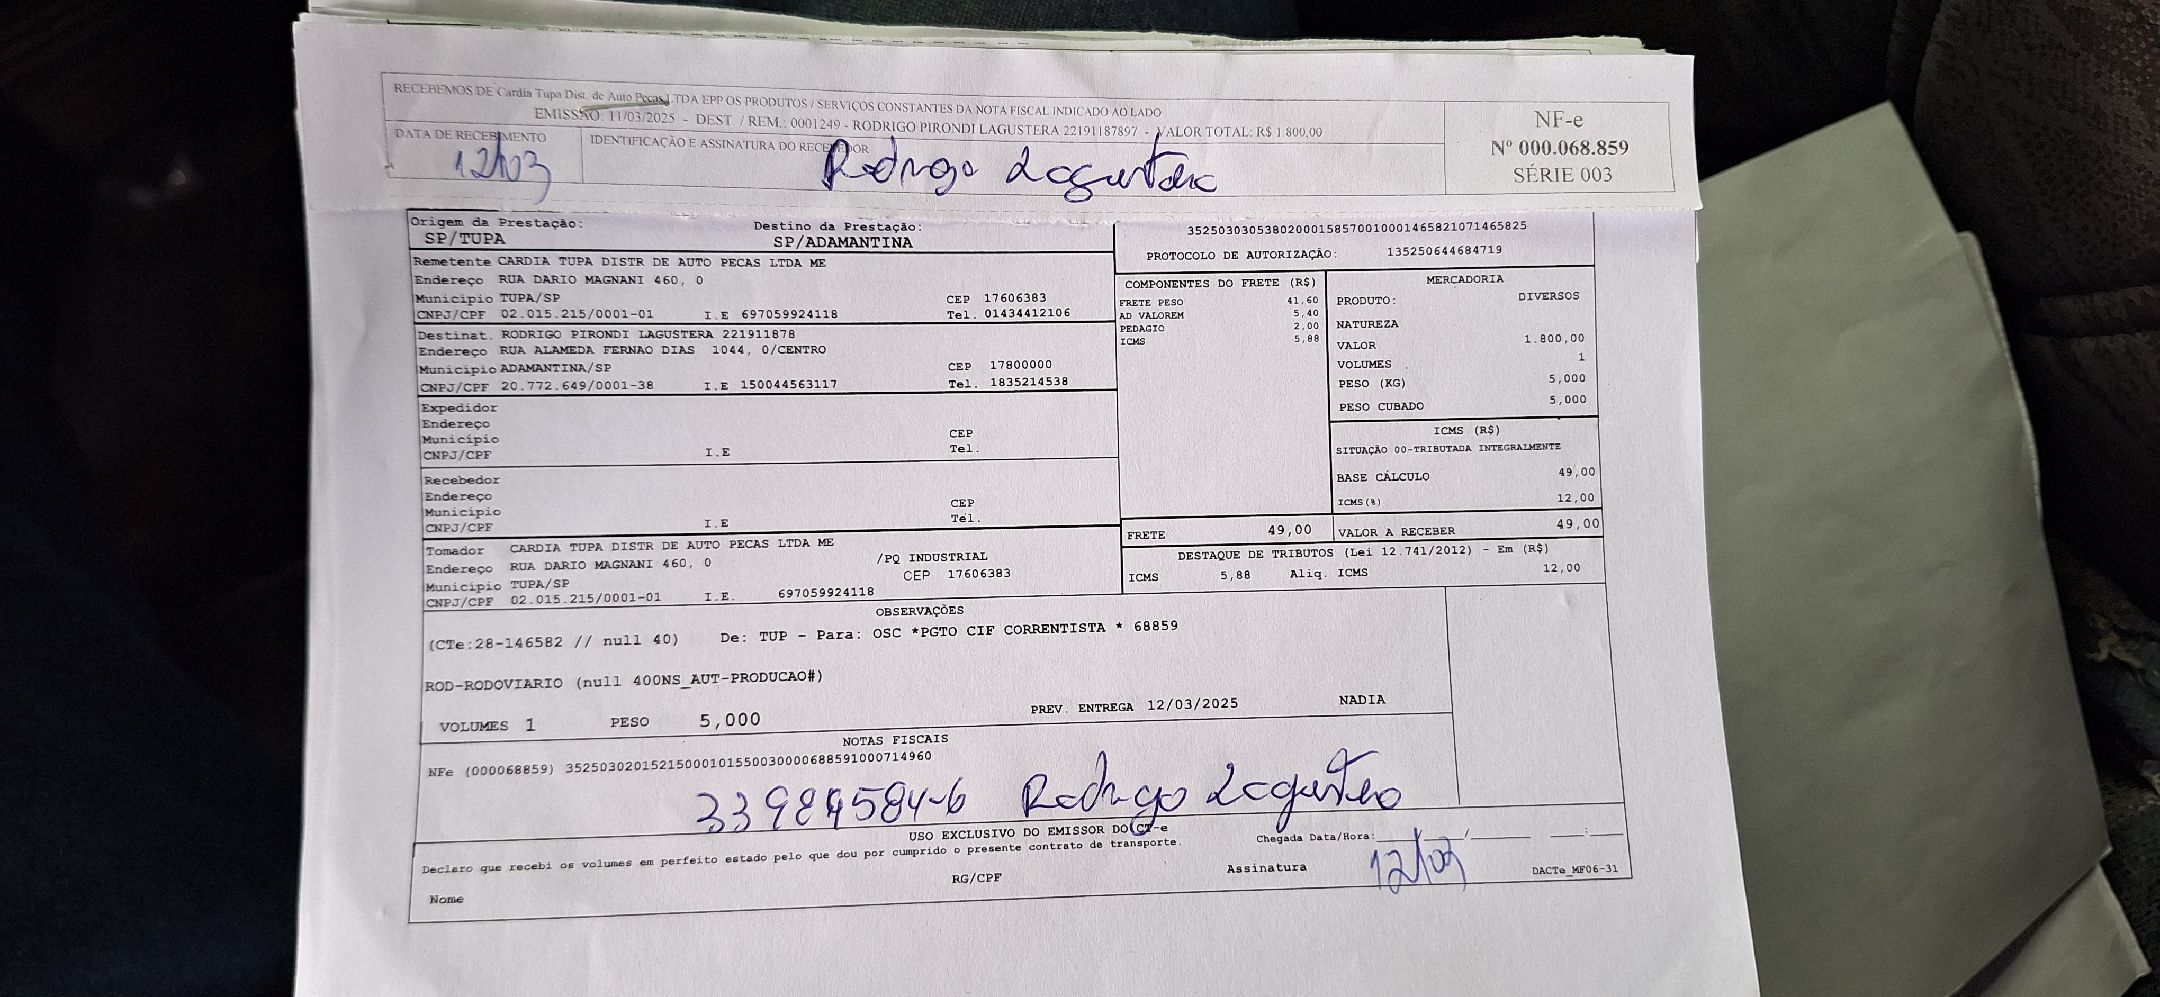 RECEBEMOS DE Cardia Tupa Dist. de Auto Pecas LTDA EPP OS PRODUTOS / SERVIÇOS CONSTANTES DA NOTA FISCAL INDICADO AO LADO
EMISSÃO: 11/03/2025 - DEST. / REM.: 0001249 - RODRIGO PIRONDI LAGUSTERA 22191187897 - VALOR TOTAL: R$ 1.800,00
DATA DE RECEBIMENTO
12/03
IDENTIFICAÇÃO E ASSINATURA DO RECEBEDOR
Rodrigo Lagustera
NF-e
Nº 000.068.859
SÉRIE 003
Origem da Prestação:
SP/TUPA
Destino da Prestação:
SP/ADAMANTINA
35250303053802000158570010001465821071465825
PROTOCOLO DE AUTORIZAÇÃO: 135250644684719
Remetente CARDIA TUPA DISTR DE AUTO PECAS LTDA ME
Endereço RUA DARIO MAGNANI 460, 0
Municipio TUPA/SP CEP 17606383
CNPJ/CPF 02.015.215/0001-01 I.E 697059924118 Tel. 01434412106
Destinat. RODRIGO PIRONDI LAGUSTERA 221911878
Endereço RUA ALAMEDA FERNAO DIAS 1044, 0/CENTRO
Municipio ADAMANTINA/SP CEP 17800000
CNPJ/CPF 20.772.649/0001-38 I.E 150044563117 Tel. 1835214538
Expedidor
Endereço
Municipio CEP
CNPJ/CPF I.E Tel.
Recebedor
Endereço
Municipio CEP
CNPJ/CPF I.E Tel.
Tomador CARDIA TUPA DISTR DE AUTO PECAS LTDA ME
Endereço RUA DARIO MAGNANI 460, 0 /PQ INDUSTRIAL
Municipio TUPA/SP CEP 17606383
CNPJ/CPF 02.015.215/0001-01 I.E. 697059924118
COMPONENTES DO FRETE (R$)
FRETE PESO 41,60
AD VALOREM 5,40
PEDAGIO 2,00
ICMS 5,88
MERCADORIA
PRODUTO: DIVERSOS
NATUREZA
VALOR 1.800,00
VOLUMES 1
PESO (KG) 5,000
PESO CUBADO 5,000
ICMS (R$)
SITUAÇÃO 00-TRIBUTADA INTEGRALMENTE
BASE CÁLCULO 49,00
ICMS(%) 12,00
FRETE 49,00
VALOR A RECEBER 49,00
DESTAQUE DE TRIBUTOS (Lei 12.741/2012) - Em (R$)
ICMS 5,88 Aliq. ICMS 12,00
OBSERVAÇÕES
(CTe:28-146582 // null 40) De: TUP - Para: OSC *PGTO CIF CORRENTISTA * 68859
ROD-RODOVIARIO (null 400NS_AUT-PRODUCAO#)
VOLUMES 1 PESO 5,000 PREV. ENTREGA 12/03/2025 NADIA
NOTAS FISCAIS
NFe (000068859) 35250302015215000101550030000688591000714960
33984584-6 Rodrigo Lagustera
USO EXCLUSIVO DO EMISSOR DO CT-e
Declaro que recebi os volumes em perfeito estado pelo que dou por cumprido o presente contrato de transporte.
Chegada Data/Hora: / :
12/03
Nome RG/CPF Assinatura DACTe_MF06-31